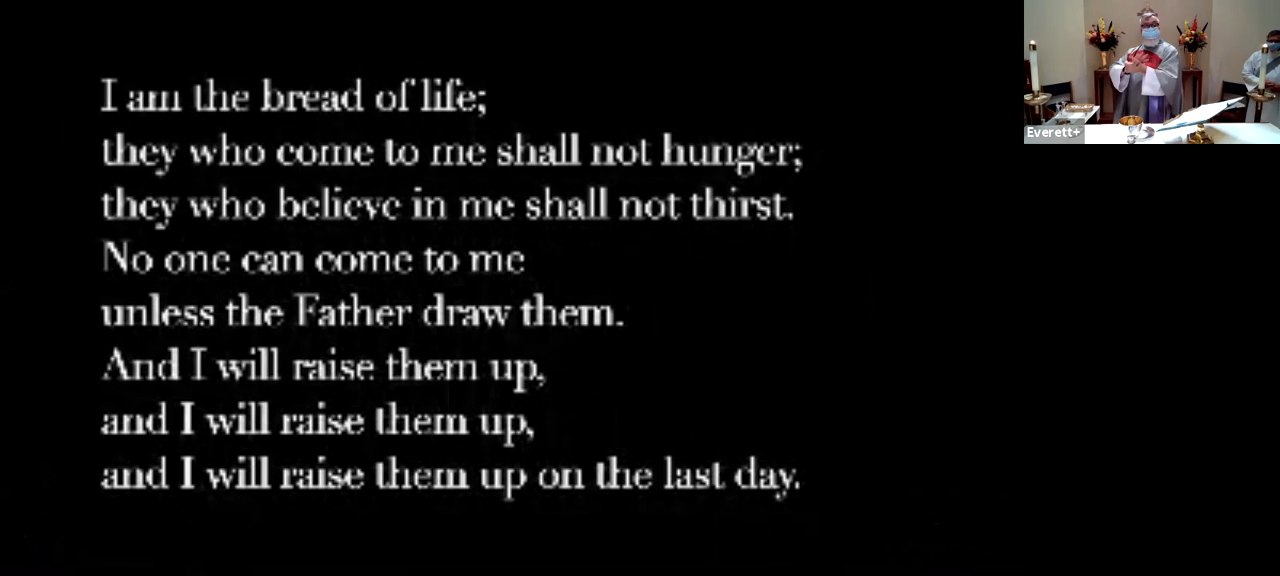 I am the bread of life;
they who come to me shall not hunger;
they who believe in me shall not thirst.
No one can come to me
unless the Father draw them.
And I will raise them up,
and I will raise them up,
and I will raise them up on the last day.
Everett+